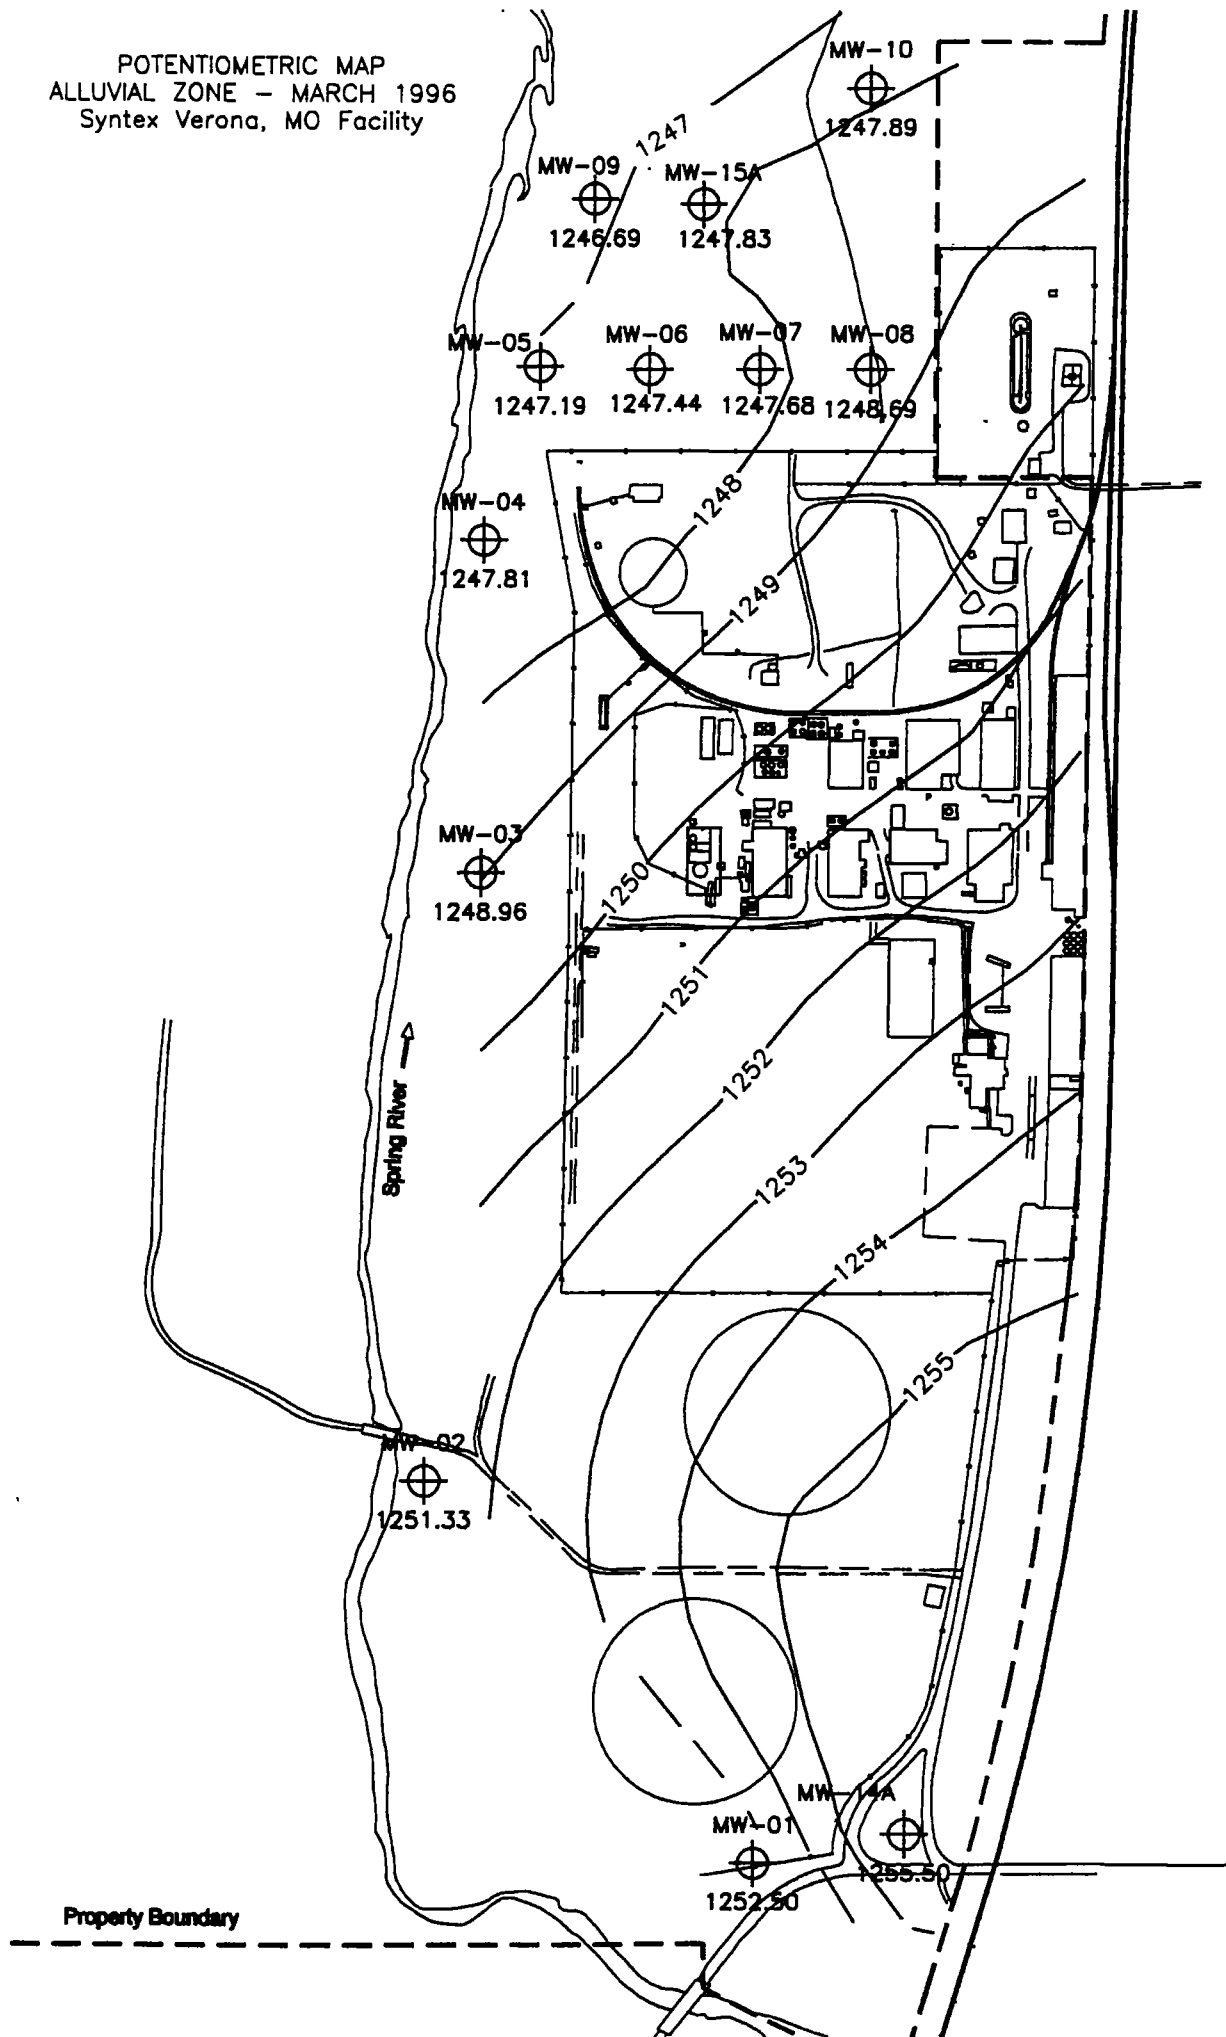 POTENTIOMETRIC MAP
ALLUVIAL ZONE – MARCH 1996
Syntex Verona, MO Facility
MW-10
1247.89
1247
MW-09
1246.69
MW-15A
1247.83
MW-05
1247.19
MW-06
1247.44
MW-07
1247.68
MW-08
1248.69
1248
MW-04
1247.81
1249
MW-03
1248.96
1250
1251
1252
Spring River
1253
1254
1255
MW-02
1251.33
MW-14A
1255.50
MW-01
1252.50
Property Boundary